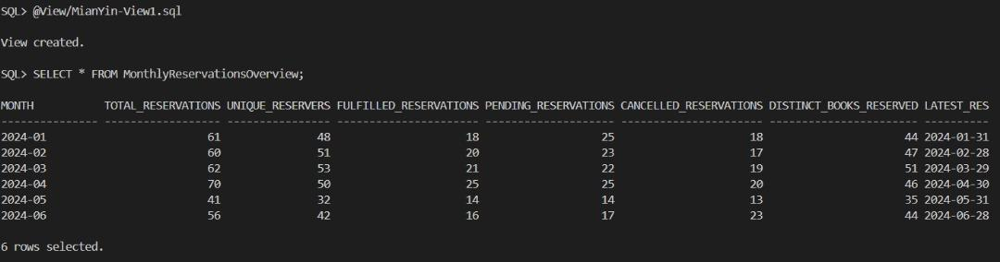 SQL> @View/MianYin-View1.sql
View created.
SQL> SELECT * FROM MonthlyReservationsOverview;
MONTH TOTAL_RESERVATIONS UNIQUE_RESERVERS FULFILLED_RESERVATIONS PENDING_RESERVATIONS CANCELLED_RESERVATIONS DISTINCT_BOOKS_RESERVED LATEST_RES
--------------- ------------------ ---------------- ---------------------- -------------------- ---------------------- ----------------------- ----------
2024-01 61 48 18 25 18 44 2024-01-31
2024-02 60 51 20 23 17 47 2024-02-28
2024-03 62 53 21 22 19 51 2024-03-29
2024-04 70 50 25 25 20 46 2024-04-30
2024-05 41 32 14 14 13 35 2024-05-31
2024-06 56 42 16 17 23 44 2024-06-28
6 rows selected.